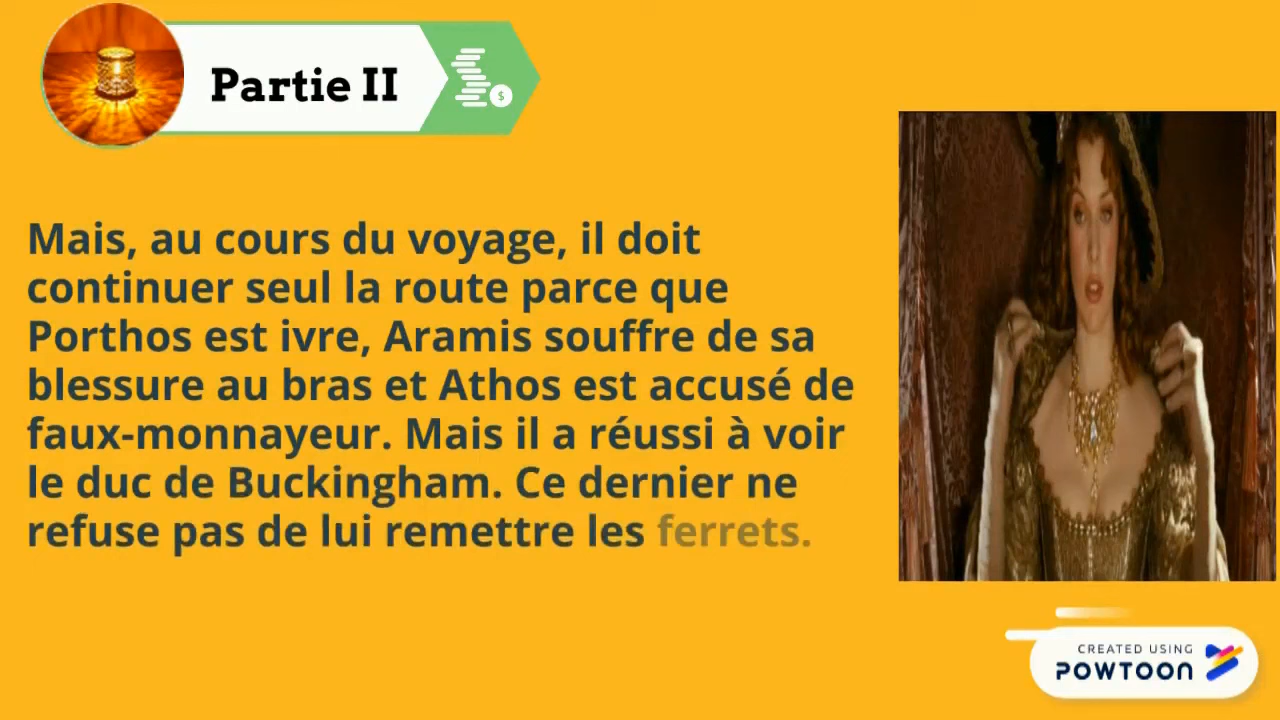 Partie II
$
Mais, au cours du voyage, il doit
continuer seul la route parce que
Porthos est ivre, Aramis souffre de sa
blessure au bras et Athos est accusé de
faux-monnayeur. Mais il a réussi à voir
le duc de Buckingham. Ce dernier ne
refuse pas de lui remettre les ferrets.
CREATED USING
POWTOON